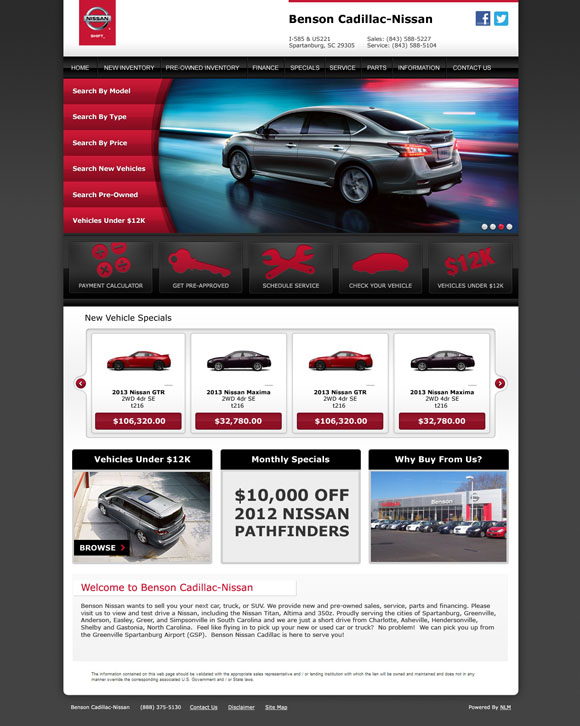 NISSAN
SHIFT_
Benson Cadillac-Nissan
I-585 & US221
Spartanburg, SC 29305
Sales: (843) 588-5227
Service: (843) 588-5104
HOME NEW INVENTORY PRE-OWNED INVENTORY FINANCE SPECIALS SERVICE PARTS INFORMATION CONTACT US
Search By Model
Search By Type
Search By Price
Search New Vehicles
Search Pre-Owned
Vehicles Under $12K
$12K
PAYMENT CALCULATOR GET PRE-APPROVED SCHEDULE SERVICE CHECK YOUR VEHICLE VEHICLES UNDER $12K
New Vehicle Specials
2013 Nissan GTR
2WD 4dr SE
t216
$106,320.00
2013 Nissan Maxima
2WD 4dr SE
t216
$32,780.00
2013 Nissan GTR
2WD 4dr SE
t216
$106,320.00
2013 Nissan Maxima
2WD 4dr SE
t216
$32,780.00
Vehicles Under $12K
BROWSE
Monthly Specials
$10,000 OFF
2012 NISSAN
PATHFINDERS
Why Buy From Us?
Benson
Welcome to Benson Cadillac-Nissan
Benson Nissan wants to sell you your next car, truck, or SUV. We provide new and pre-owned sales, service, parts and financing. Please
visit us to view and test drive a Nissan, including the Nissan Titan, Altima and 350z. Proudly serving the cities of Spartanburg, Greenville,
Anderson, Easley, Greer, and Simpsonville in South Carolina and we are just a short drive from Charlotte, Asheville, Hendersonville,
Shelby and Gastonia, North Carolina. Feel like flying in to pick up your new or used car or truck? No problem! We can pick you up from
the Greenville Spartanburg Airport (GSP). Benson Nissan Cadillac is here to serve you!
The information contained on this web page should be validated with the appropriate sales representative and / or lending institution with which the lien will be owned and maintained and does not in any
manner override the corresponding associated U.S. Government and / or State laws.
Benson Cadillac-Nissan (888) 375-5130 Contact Us Disclaimer Site Map Powered By NLM